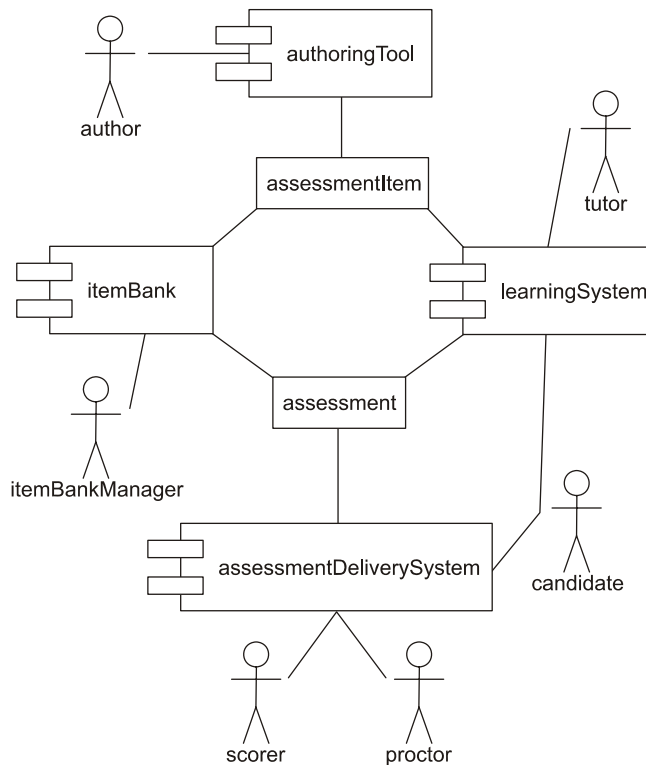 authoringTool
author
assessmentItem
tutor
itemBank
learningSystem
assessment
itemBankManager
assessmentDeliverySystem
candidate
scorer
proctor